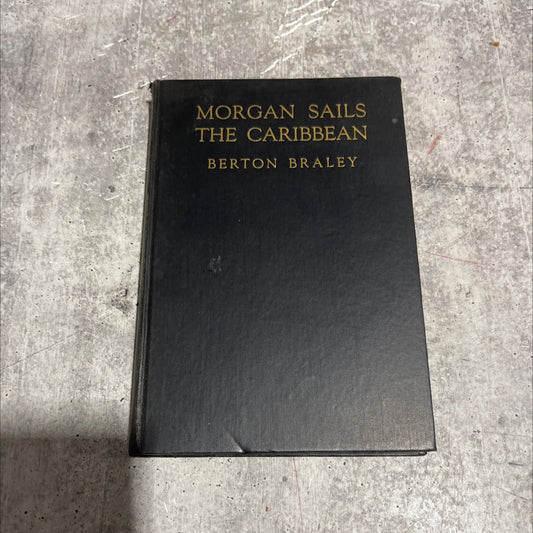 MORGAN SAILS
THE CARIBBEAN
BERTON BRALEY